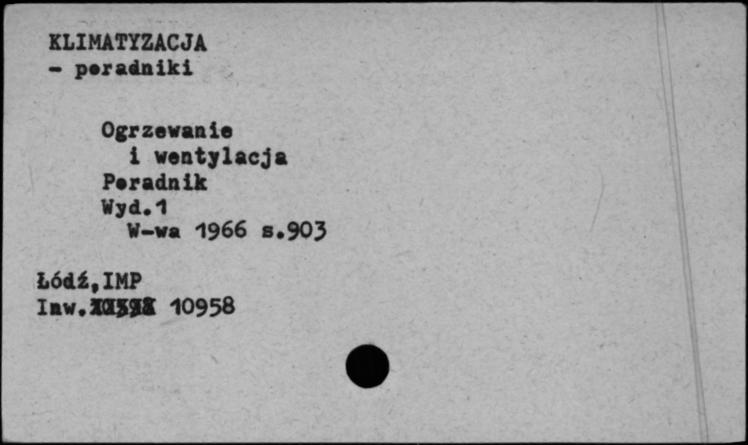 KLIMATYZACJA
- poradniki
Ogrzewanie
i wentylacja
Poradnik
Wyd.1
W-wa 1966 s.903
Łódź,IMP
Inw. 10958